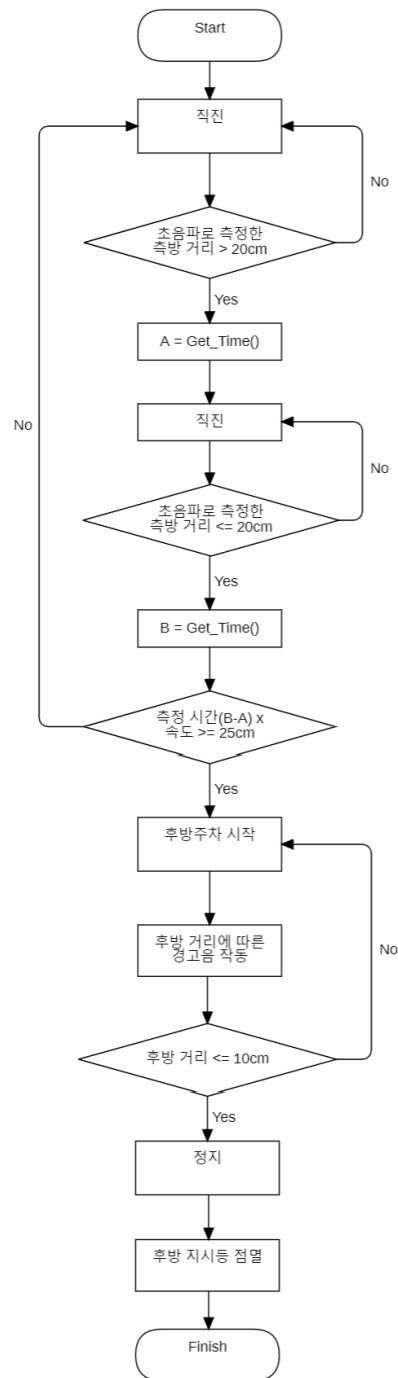 Start
직진
No
초음파로 측정한
측방 거리 > 20cm
Yes
A = Get_Time()
직진
No
No
초음파로 측정한
측방 거리 <= 20cm
Yes
B = Get_Time()
측정 시간(B-A) x
속도 >= 25cm
Yes
후방주차 시작
후방 거리에 따른
경고음 작동
No
후방 거리 <= 10cm
Yes
정지
후방 지시등 점멸
Finish